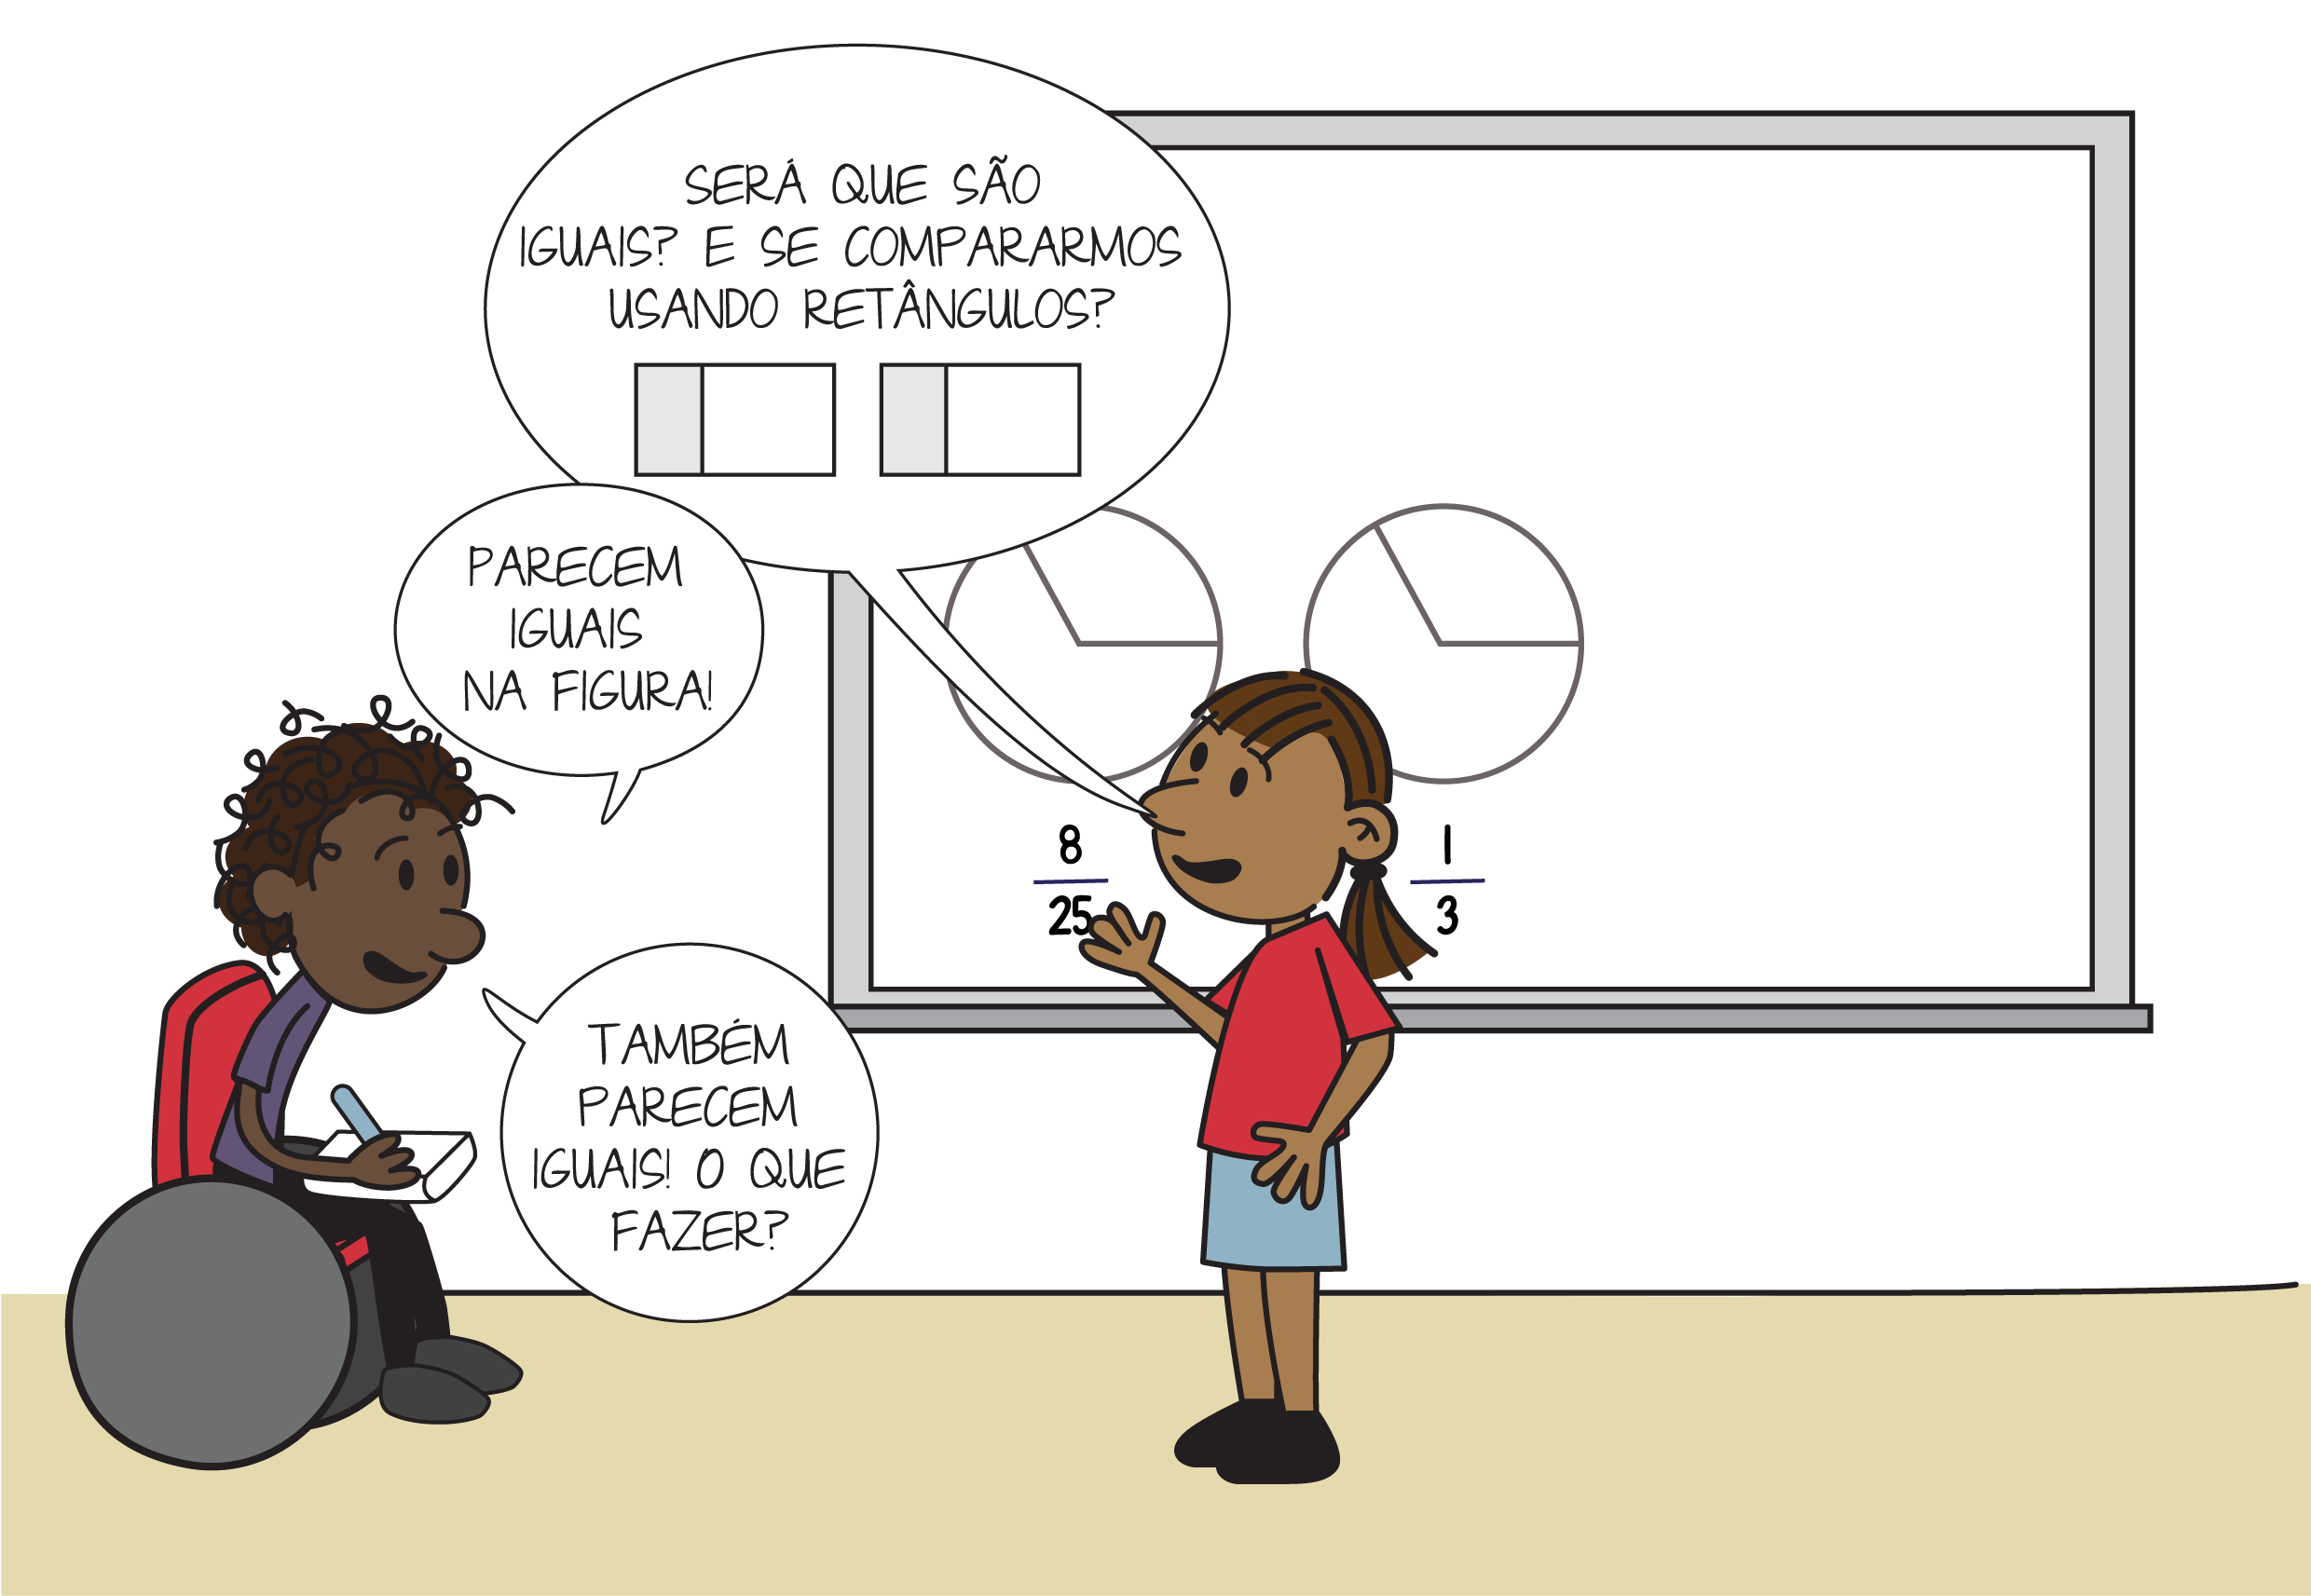 SERÁ QUE SÃO
IGUAIS? E SE COMPARARMOS
USANDO RETÂNGULOS?
PARECEM
IGUAIS
NA FIGURA!
TAMBÉM
PARECEM
IGUAIS! O QUE
FAZER?
8
25
1
3